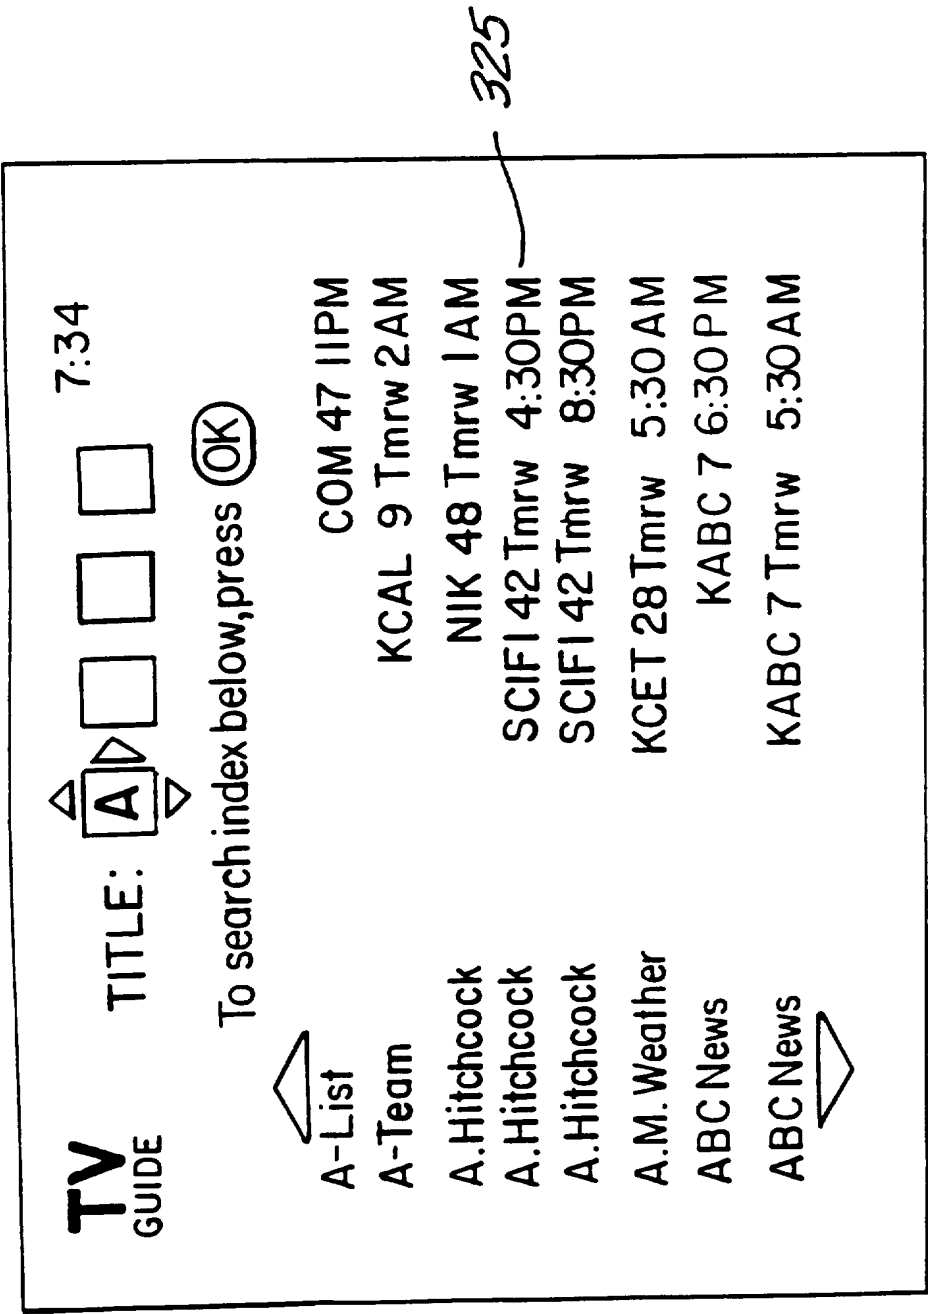 TV
GUIDE
TITLE: A
7:34
To search index below, press OK
A-List COM 47 11PM
A-Team KCAL 9 Tmrw 2AM
A.Hitchcock NIK 48 Tmrw 1AM
A.Hitchcock SCIFI 42 Tmrw 4:30PM
A.Hitchcock SCIFI 42 Tmrw 8:30PM
A.M. Weather KCET 28 Tmrw 5:30AM
ABC News KABC 7 6:30PM
ABC News KABC 7 Tmrw 5:30AM
325